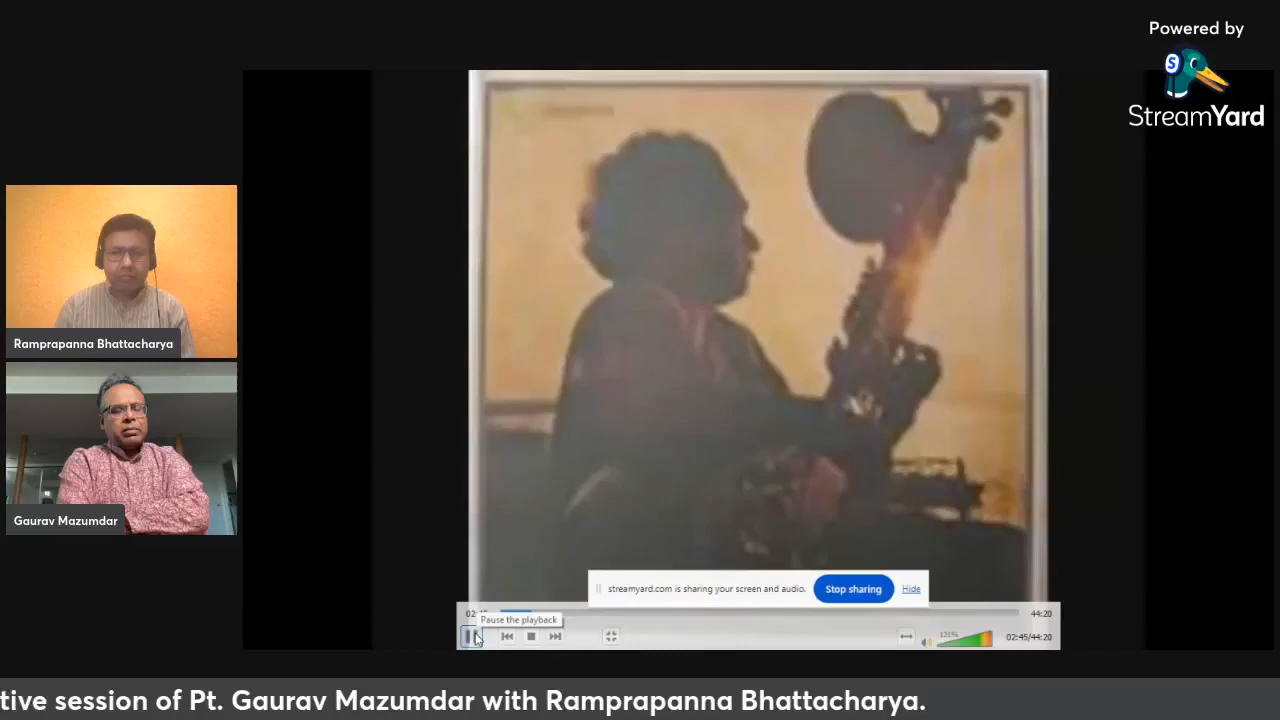 Powered by
StreamYard
Ramprapanna Bhattacharya
Gaurav Mazumdar
streamyard.com is sharing your screen and audio.
Stop sharing
Hide
44:20
Pause the playback
121%
02:45/44:20
tive session of Pt. Gaurav Mazumdar with Ramprapanna Bhattacharya.